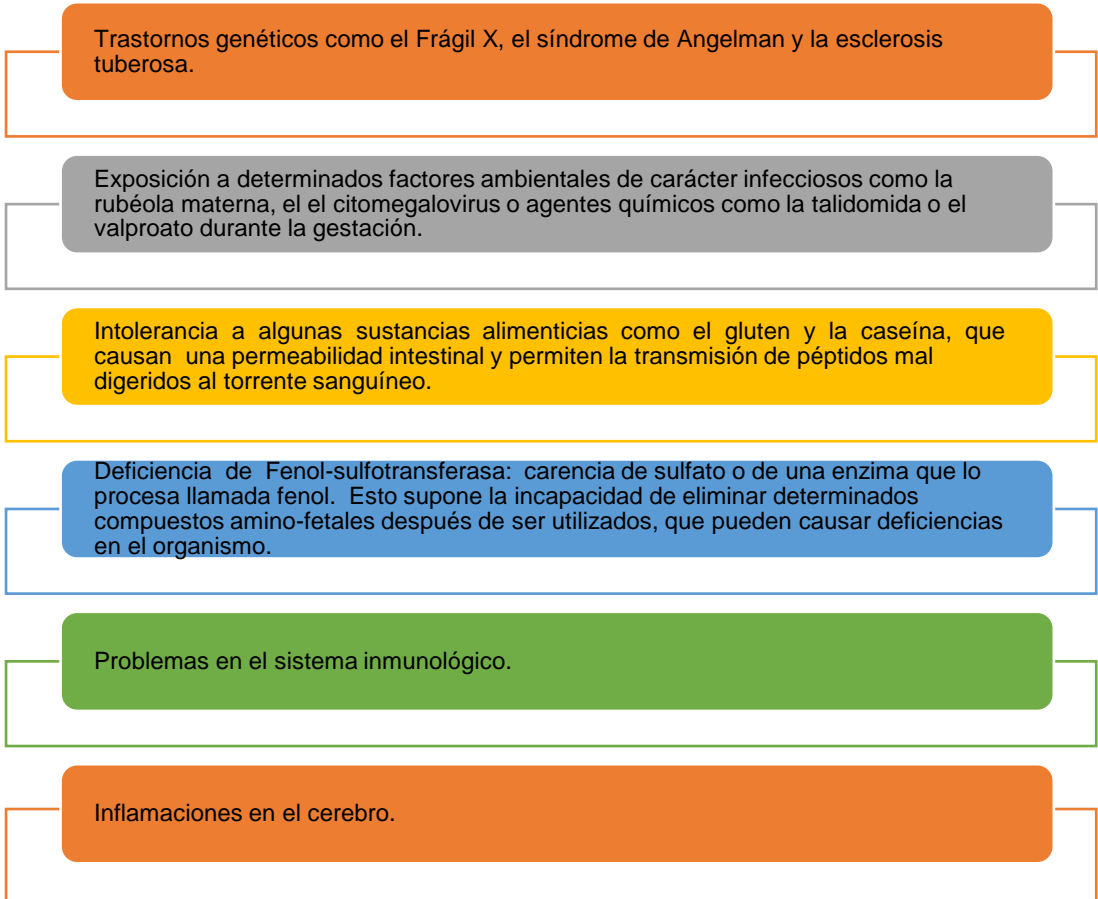 Trastornos genéticos como el Frágil X, el síndrome de Angelman y la esclerosis
tuberosa.
Exposición a determinados factores ambientales de carácter infecciosos como la
rubéola materna, el el citomegalovirus o agentes químicos como la talidomida o el
valproato durante la gestación.
Intolerancia a algunas sustancias alimenticias como el gluten y la caseína, que
causan una permeabilidad intestinal y permiten la transmisión de péptidos mal
digeridos al torrente sanguíneo.
Deficiencia de Fenol-sulfotransferasa: carencia de sulfato o de una enzima que lo
procesa llamada fenol. Esto supone la incapacidad de eliminar determinados
compuestos amino-fetales después de ser utilizados, que pueden causar deficiencias
en el organismo.
Problemas en el sistema inmunológico.
Inflamaciones en el cerebro.